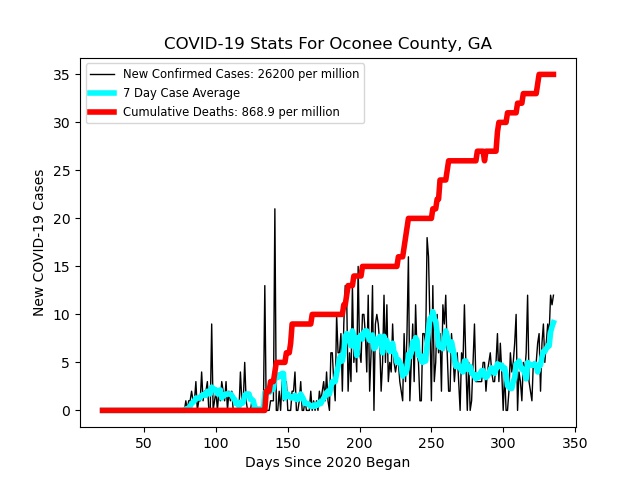 COVID-19 Stats For Oconee County, GA
New Confirmed Cases: 26200 per million
7 Day Case Average
Cumulative Deaths: 868.9 per million
New COVID-19 Cases
35
30
25
20
15
10
5
0
50 100 150 200 250 300 350
Days Since 2020 Began